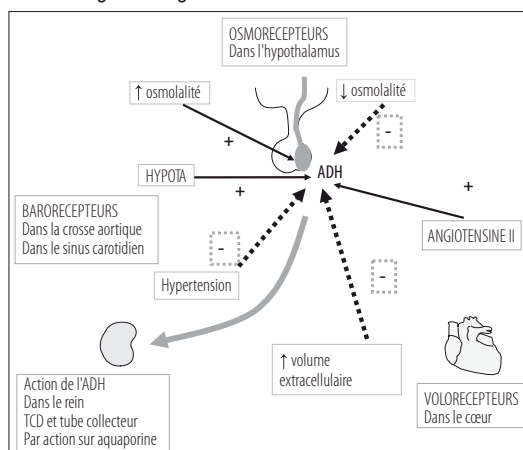 OSMORECEPTEURS
Dans l'hypothalamus
↑ osmolalité
↓ osmolalité
-
+
ADH
HYPOTA
+
+
BARORECEPTEURS
Dans la crosse aortique
Dans le sinus carotidien
ANGIOTENSINE II
-
-
Hypertension
↑ volume
extracellulaire
Action de l'ADH
Dans le rein
TCD et tube collecteur
Par action sur aquaporine
VOLORECEPTEURS
Dans le cœur